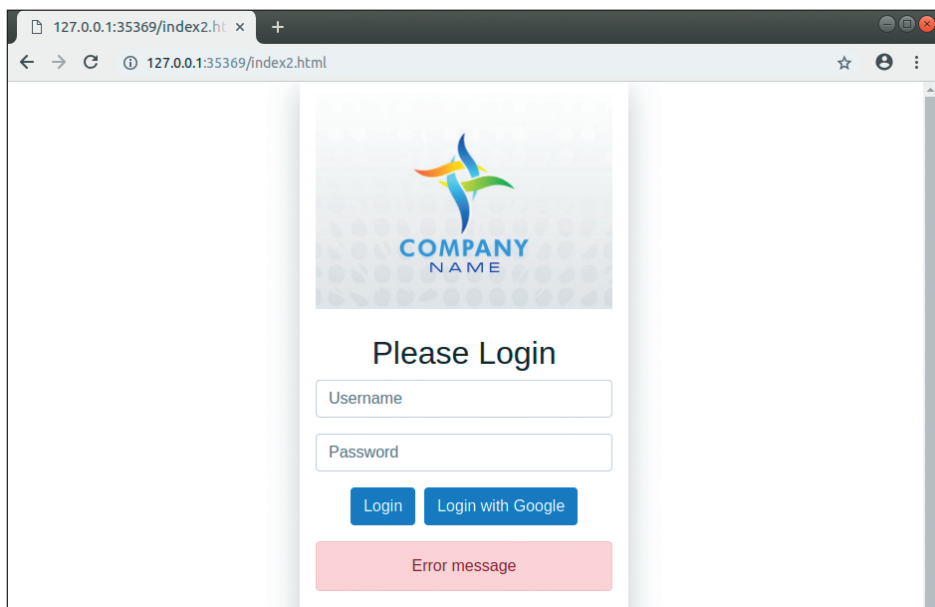 127.0.0.1:35369/index2.ht
127.0.0.1:35369/index2.html
COMPANY
NAME
Please Login
Username
Password
Login
Login with Google
Error message